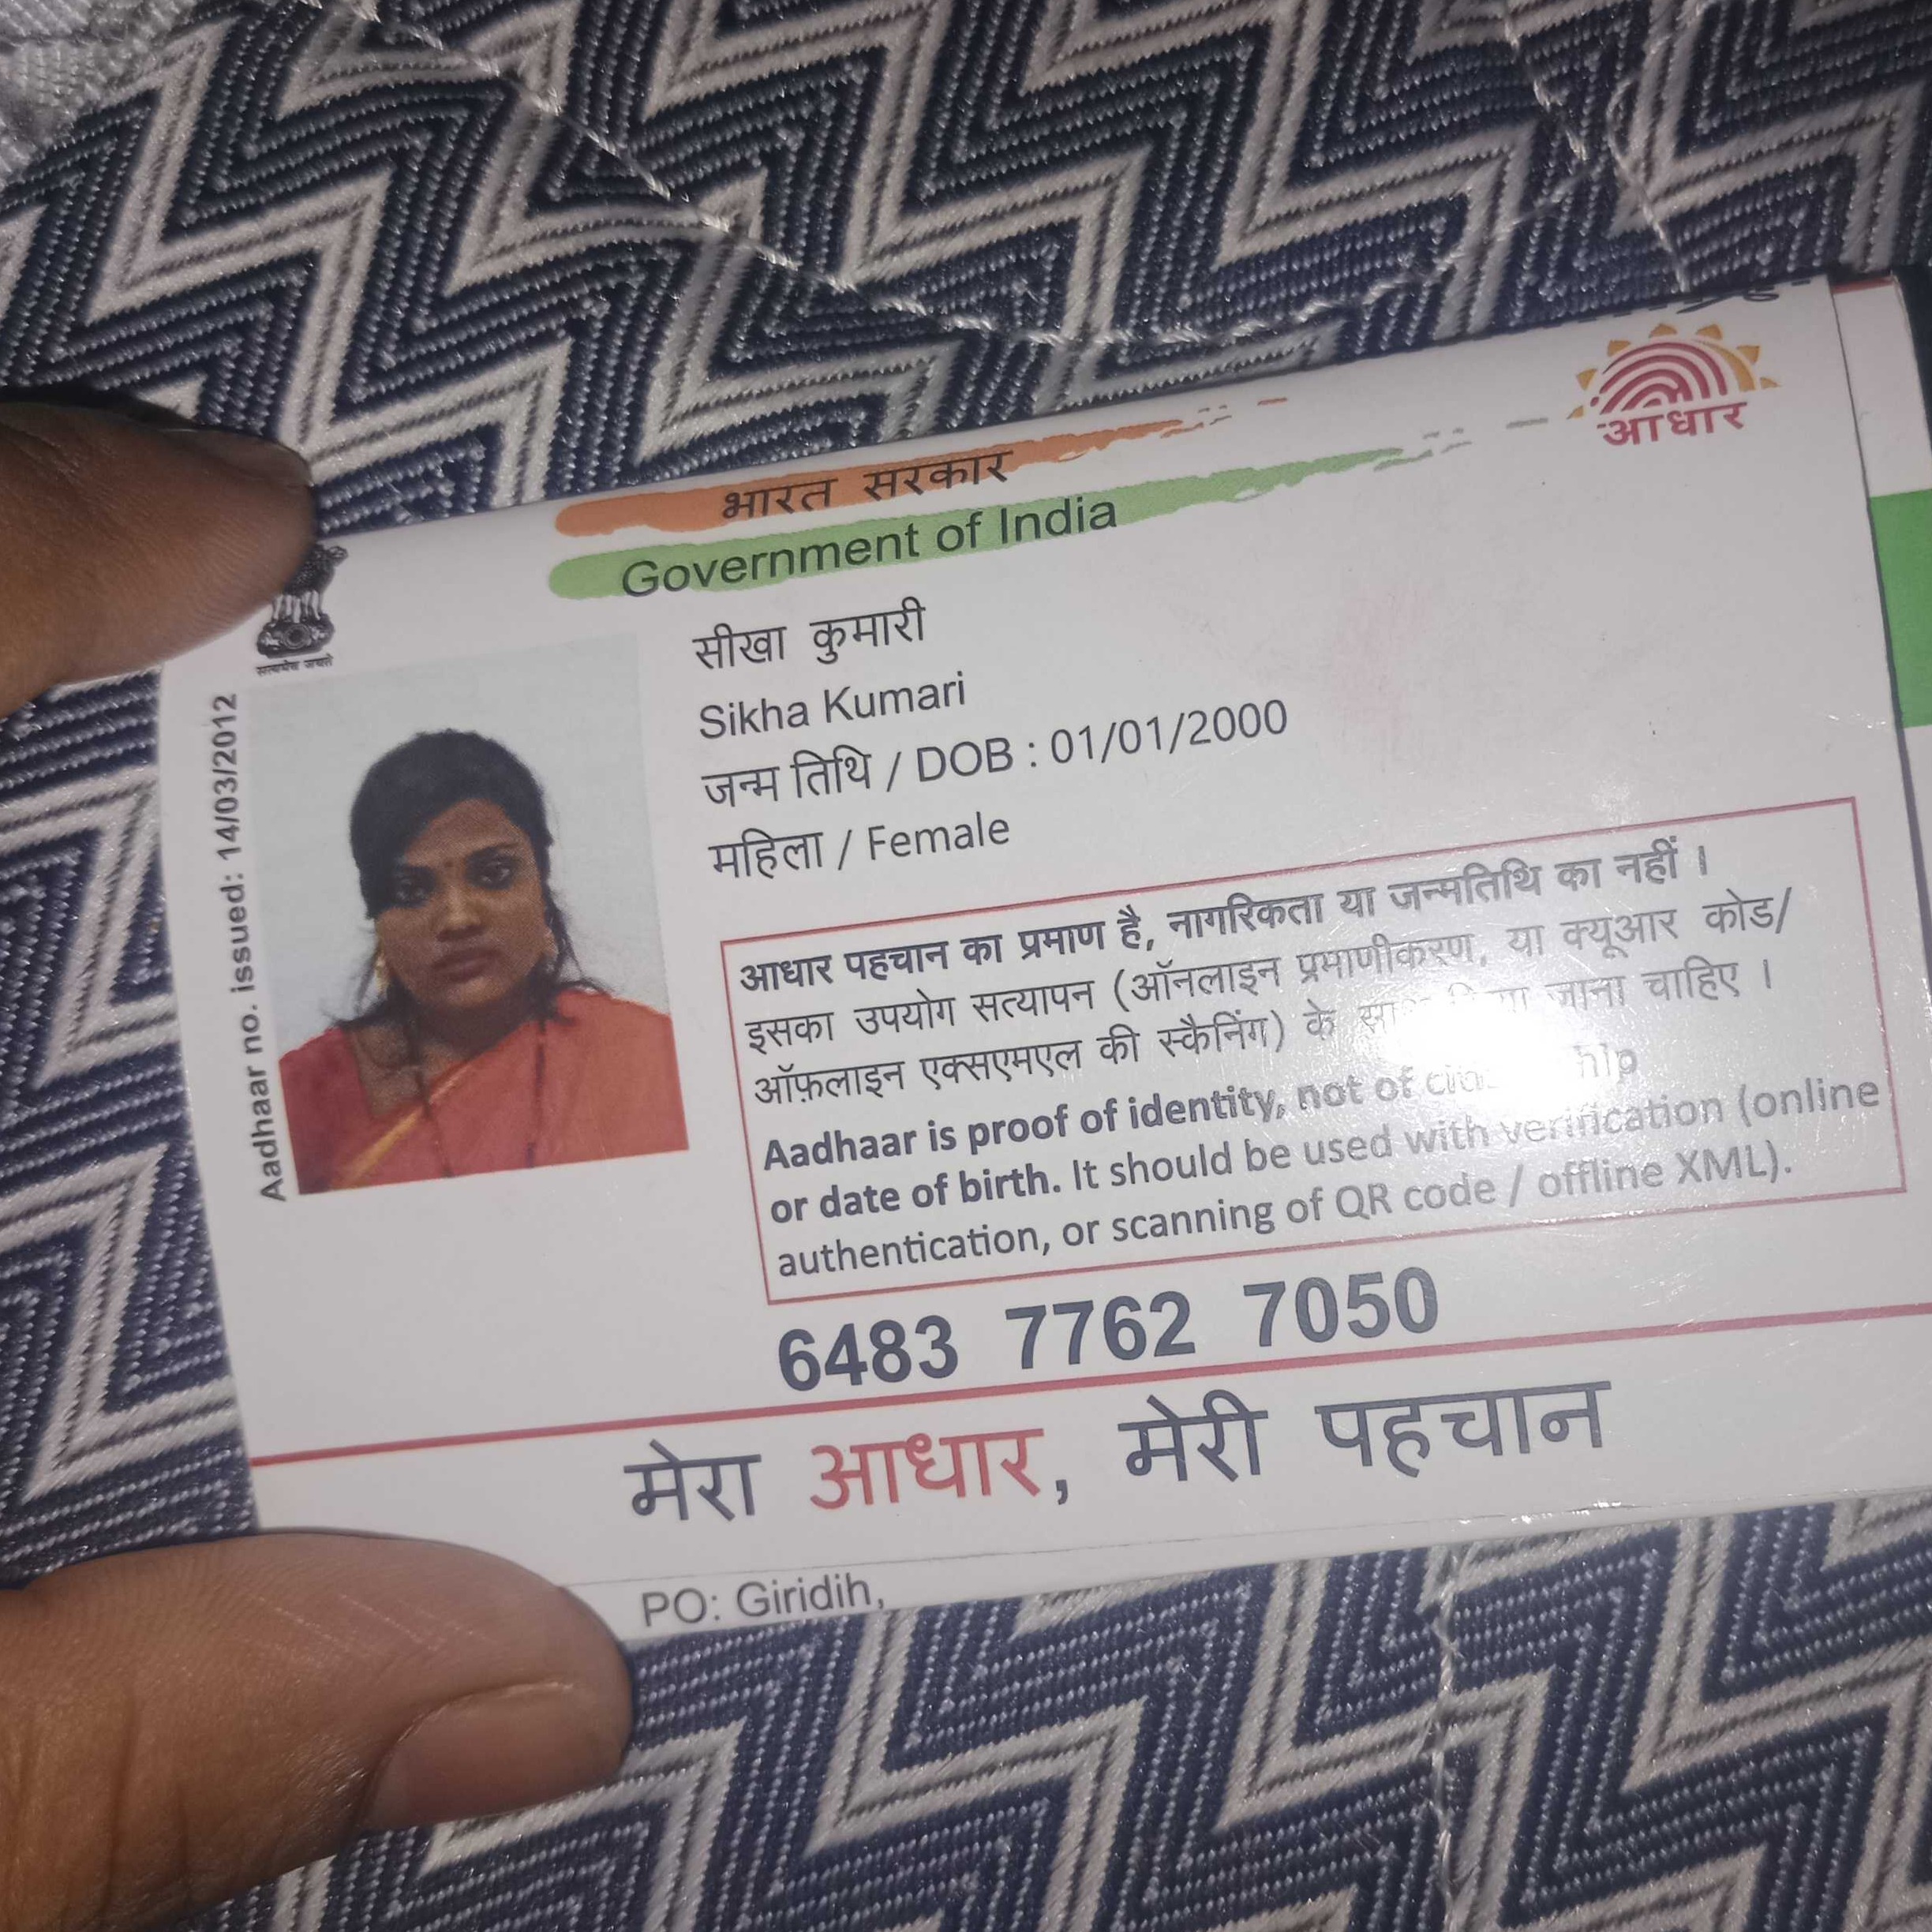 आधार
भारत सरकार
Government of India
सत्यमेव जयते
Aadhaar no. issued: 14/03/2012
सीखा कुमारी
Sikha Kumari
जन्म तिथि / DOB : 01/01/2000
महिला / Female
आधार पहचान का प्रमाण है, नागरिकता या जन्मतिथि का नहीं ।
इसका उपयोग सत्यापन (ऑनलाइन प्रमाणीकरण, या क्यूआर कोड/
ऑफ़लाइन एक्सएमएल की स्कैनिंग) के जाना चाहिए ।
Aadhaar is proof of identity, not of
or date of birth. It should be used with verification (online
authentication, or scanning of QR code / offline XML).
6483 7762 7050
मेरा आधार, मेरी पहचान
PO: Giridih,